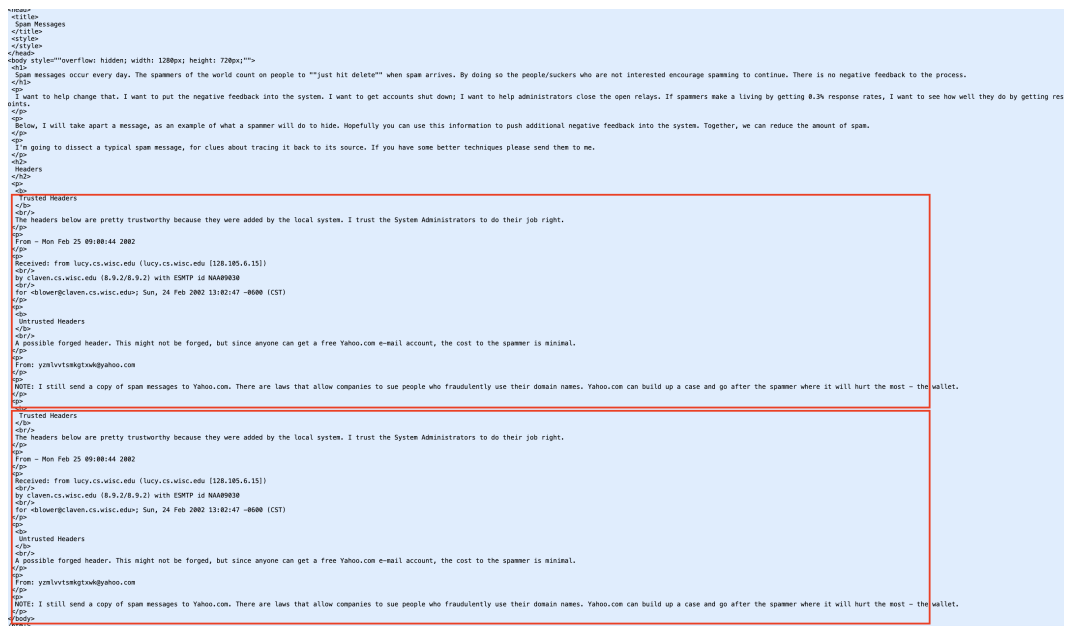 <head>
<title>
Spam Messages
</title>
<style>
</style>
</head>
<body style=""overflow: hidden; width: 1280px; height: 720px;"">
<h1>
Spam messages occur every day. The spammers of the world count on people to ""just hit delete"" when spam arrives. By doing so the people/suckers who are not interested encourage spamming to continue. There is no negative feedback to the process.
</h1>
<p>
I want to help change that. I want to put the negative feedback into the system. I want to get accounts shut down; I want to help administrators close the open relays. If spammers make a living by getting 0.3% response rates, I want to see how well they do by getting res
oints.
</p>
<p>
Below, I will take apart a message, as an example of what a spammer will do to hide. Hopefully you can use this information to push additional negative feedback into the system. Together, we can reduce the amount of spam.
</p>
<p>
I'm going to dissect a typical spam message, for clues about tracing it back to its source. If you have some better techniques please send them to me.
</p>
<h2>
Headers
</h2>
<p>
<b>
Trusted Headers
</b>
<br/>
The headers below are pretty trustworthy because they were added by the local system. I trust the System Administrators to do their job right.
</p>
<p>
From - Mon Feb 25 09:00:44 2002
</p>
<p>
Received: from lucy.cs.wisc.edu (lucy.cs.wisc.edu [128.105.6.15])
<br/>
by claven.cs.wisc.edu (8.9.2/8.9.2) with ESMTP id NAA09030
<br/>
for <blower@claven.cs.wisc.edu>; Sun, 24 Feb 2002 13:02:47 -0600 (CST)
</p>
<p>
<b>
Untrusted Headers
</b>
<br/>
A possible forged header. This might not be forged, but since anyone can get a free Yahoo.com e-mail account, the cost to the spammer is minimal.
</p>
<p>
From: yzmlvvtsmkgtxwk@yahoo.com
</p>
<p>
NOTE: I still send a copy of spam messages to Yahoo.com. There are laws that allow companies to sue people who fraudulently use their domain names. Yahoo.com can build up a case and go after the spammer where it will hurt the most - the wallet.
</p>
<p>
<b>
Trusted Headers
</b>
<br/>
The headers below are pretty trustworthy because they were added by the local system. I trust the System Administrators to do their job right.
</p>
<p>
From - Mon Feb 25 09:00:44 2002
</p>
<p>
Received: from lucy.cs.wisc.edu (lucy.cs.wisc.edu [128.105.6.15])
<br/>
by claven.cs.wisc.edu (8.9.2/8.9.2) with ESMTP id NAA09030
<br/>
for <blower@claven.cs.wisc.edu>; Sun, 24 Feb 2002 13:02:47 -0600 (CST)
</p>
<p>
<b>
Untrusted Headers
</b>
<br/>
A possible forged header. This might not be forged, but since anyone can get a free Yahoo.com e-mail account, the cost to the spammer is minimal.
</p>
<p>
From: yzmlvvtsmkgtxwk@yahoo.com
</p>
<p>
NOTE: I still send a copy of spam messages to Yahoo.com. There are laws that allow companies to sue people who fraudulently use their domain names. Yahoo.com can build up a case and go after the spammer where it will hurt the most - the wallet.
</p>
</body>